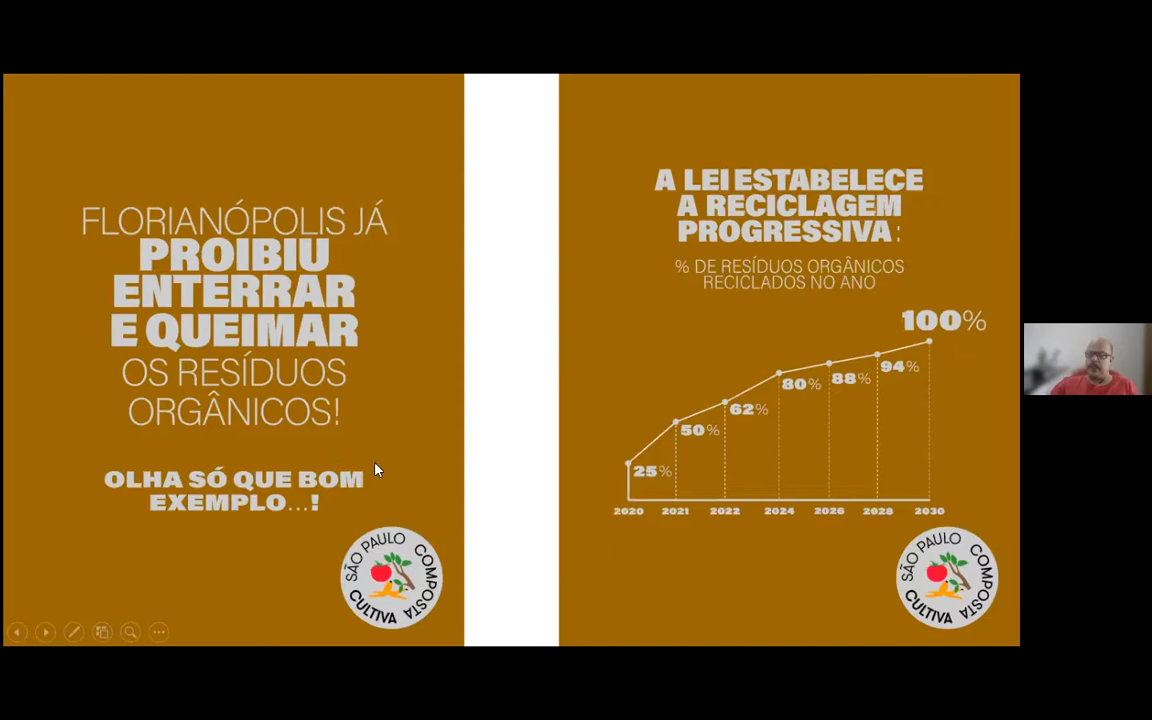 FLORIANÓPOLIS JÁ
PROIBIU
ENTERRAR
E QUEIMAR
OS RESÍDUOS
ORGÂNICOS!
OLHA SÓ QUE BOM
EXEMPLO...!
SÃO PAULO COMPOSTA CULTIVA
A LEI ESTABELECE
A RECICLAGEM
PROGRESSIVA:
% DE RESÍDUOS ORGÂNICOS
RECICLADOS NO ANO
100%
94%
88%
80%
62%
50%
25%
2020 2021 2022 2024 2026 2028 2030
SÃO PAULO COMPOSTA CULTIVA